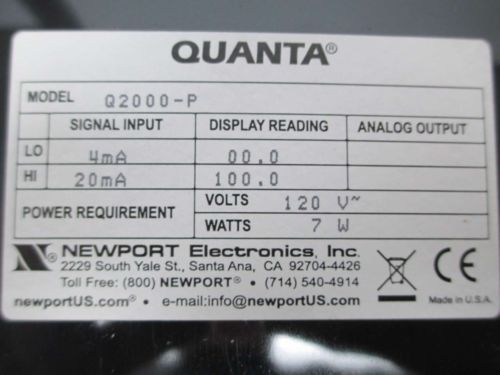 QUANTA®
MODEL Q2000-P
SIGNAL INPUT DISPLAY READING ANALOG OUTPUT
LO 4mA 00.0
HI 20mA 100.0
POWER REQUIREMENT VOLTS 120 V~
WATTS 7 W
N® NEWPORT Electronics, Inc.
2229 South Yale St., Santa Ana, CA 92704-4426
Toll Free: (800) NEWPORT® • (714) 540-4914
newportUS.com® • e-mail:info@newportUS.com
CE
Made in U.S.A.